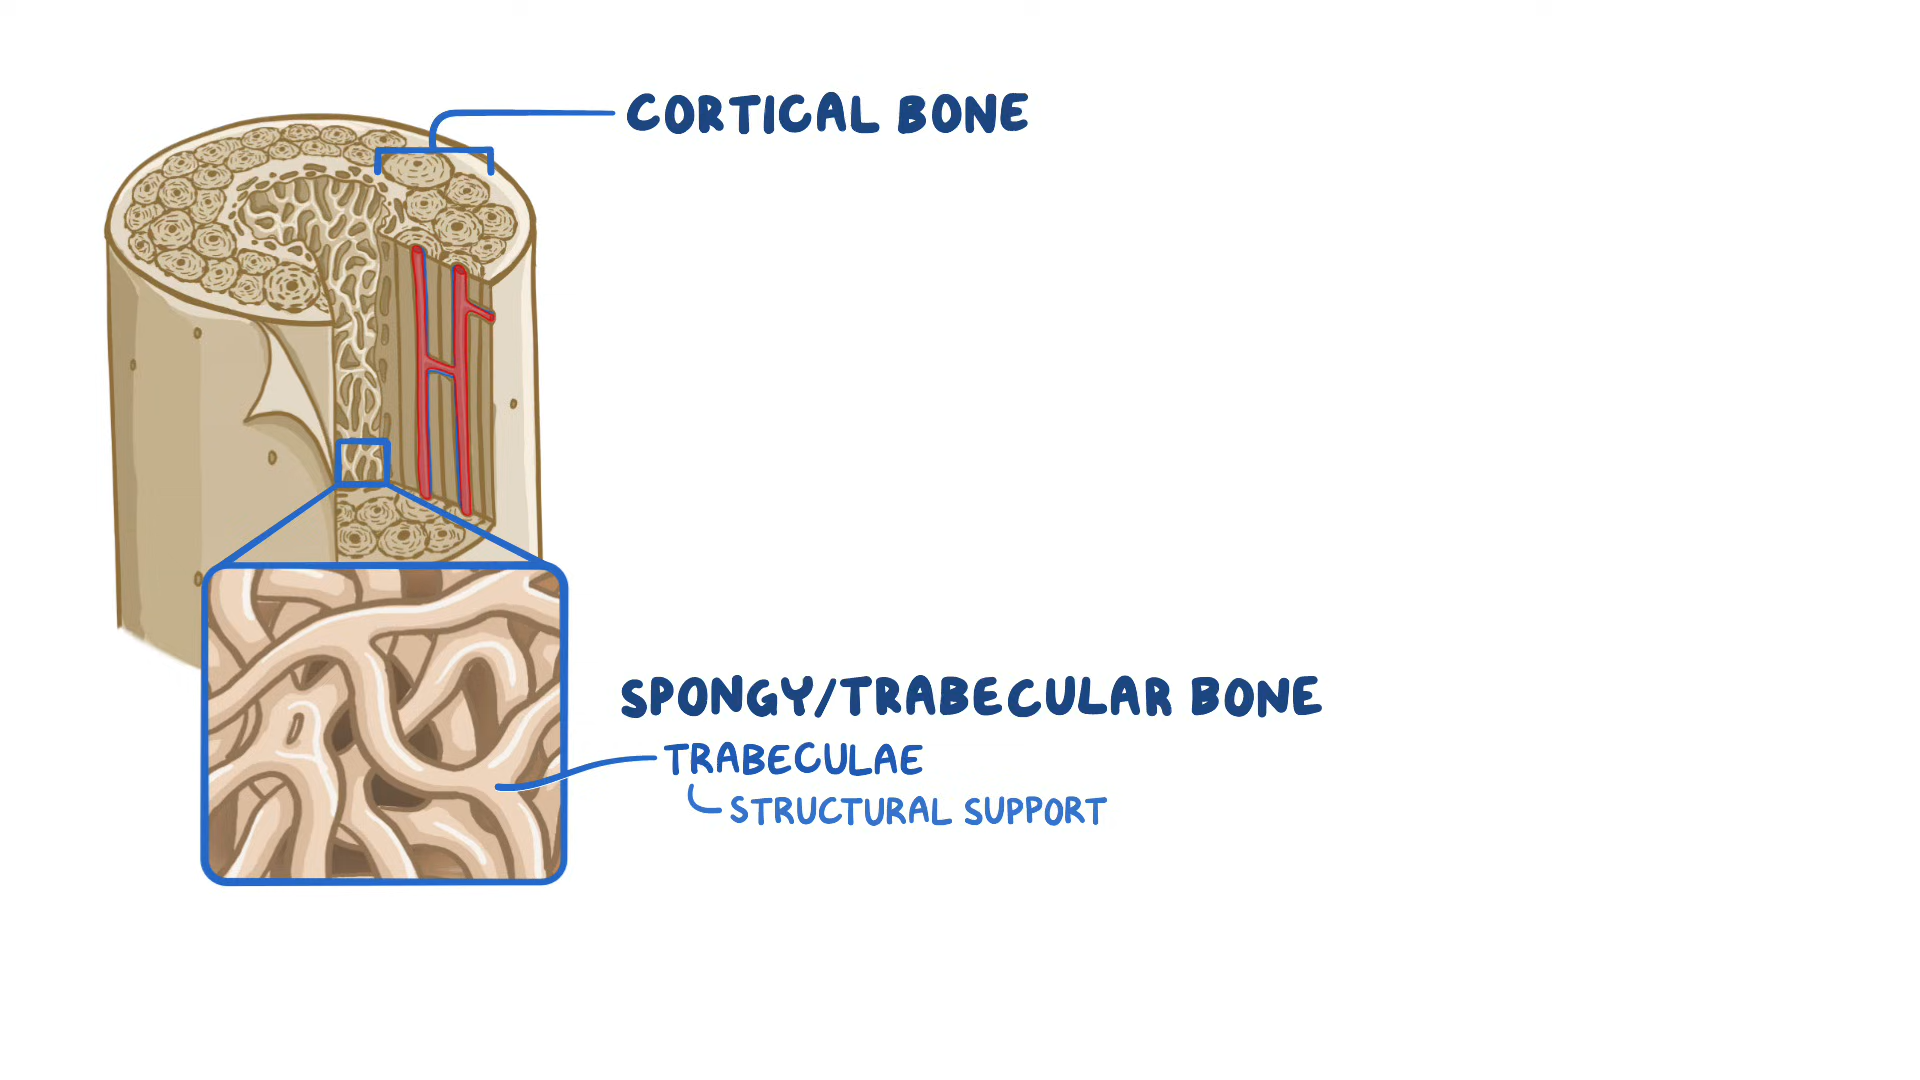 CORTICAL BONE
SPONGY/TRABECULAR BONE
TRABECULAE
STRUCTURAL SUPPORT